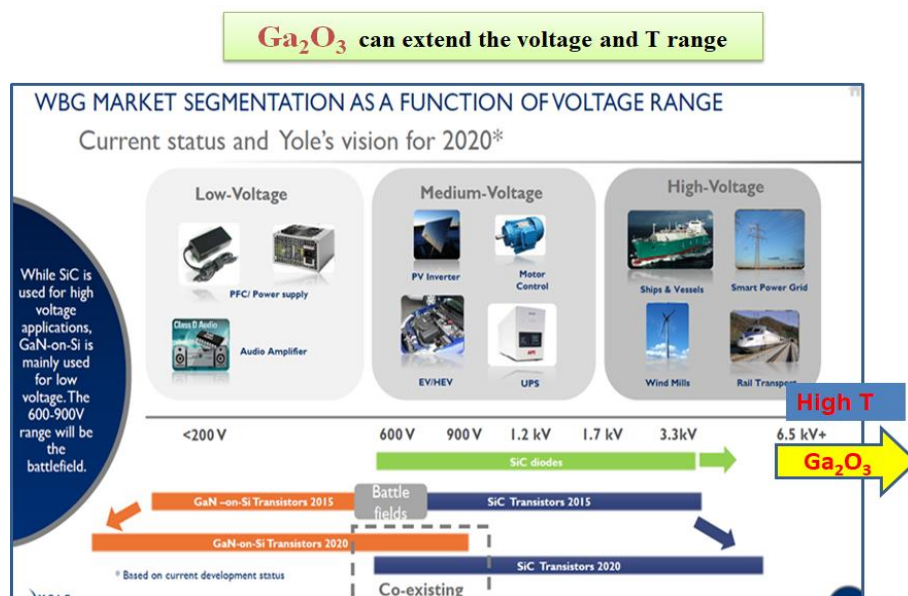 Ga₂O₃ can extend the voltage and T range
WBG MARKET SEGMENTATION AS A FUNCTION OF VOLTAGE RANGE
Current status and Yole's vision for 2020*
While SiC is
used for high
voltage
applications,
GaN-on-Si is
mainly used
for low
voltage. The
600-900V
range will be
the
battlefield.
Low-Voltage
PFC/ Power supply
Class D Audio
Audio Amplifier
Medium-Voltage
PV Inverter
Motor
Control
EV/HEV
UPS
High-Voltage
Ships & Vessels
Smart Power Grid
Wind Mills
Rail Transport
High T
<200 V 600 V 900 V 1.2 kV 1.7 kV 3.3kV 6.5 kV+
Ga₂O₃
SiC diodes
GaN –on-Si Transistors 2015
Battle
fields
SiC Transistors 2015
GaN-on-Si Transistors 2020
SiC Transistors 2020
* Based on current development status
Co-existing